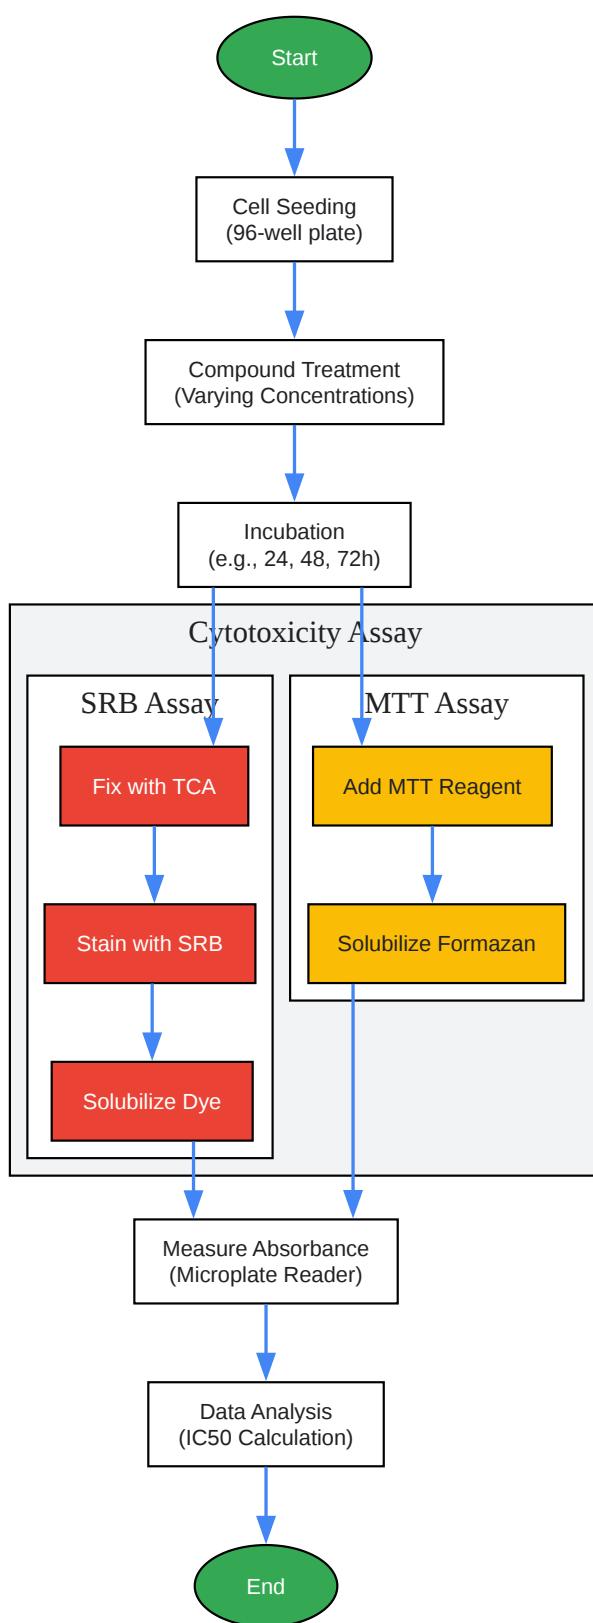 Start
Cell Seeding
(96-well plate)
Compound Treatment
(Varying Concentrations)
Incubation
(e.g., 24, 48, 72h)
Cytotoxicity Assay
SRB Assay
MTT Assay
Fix with TCA
Add MTT Reagent
Stain with SRB
Solubilize Formazan
Solubilize Dye
Measure Absorbance
(Microplate Reader)
Data Analysis
(IC50 Calculation)
End